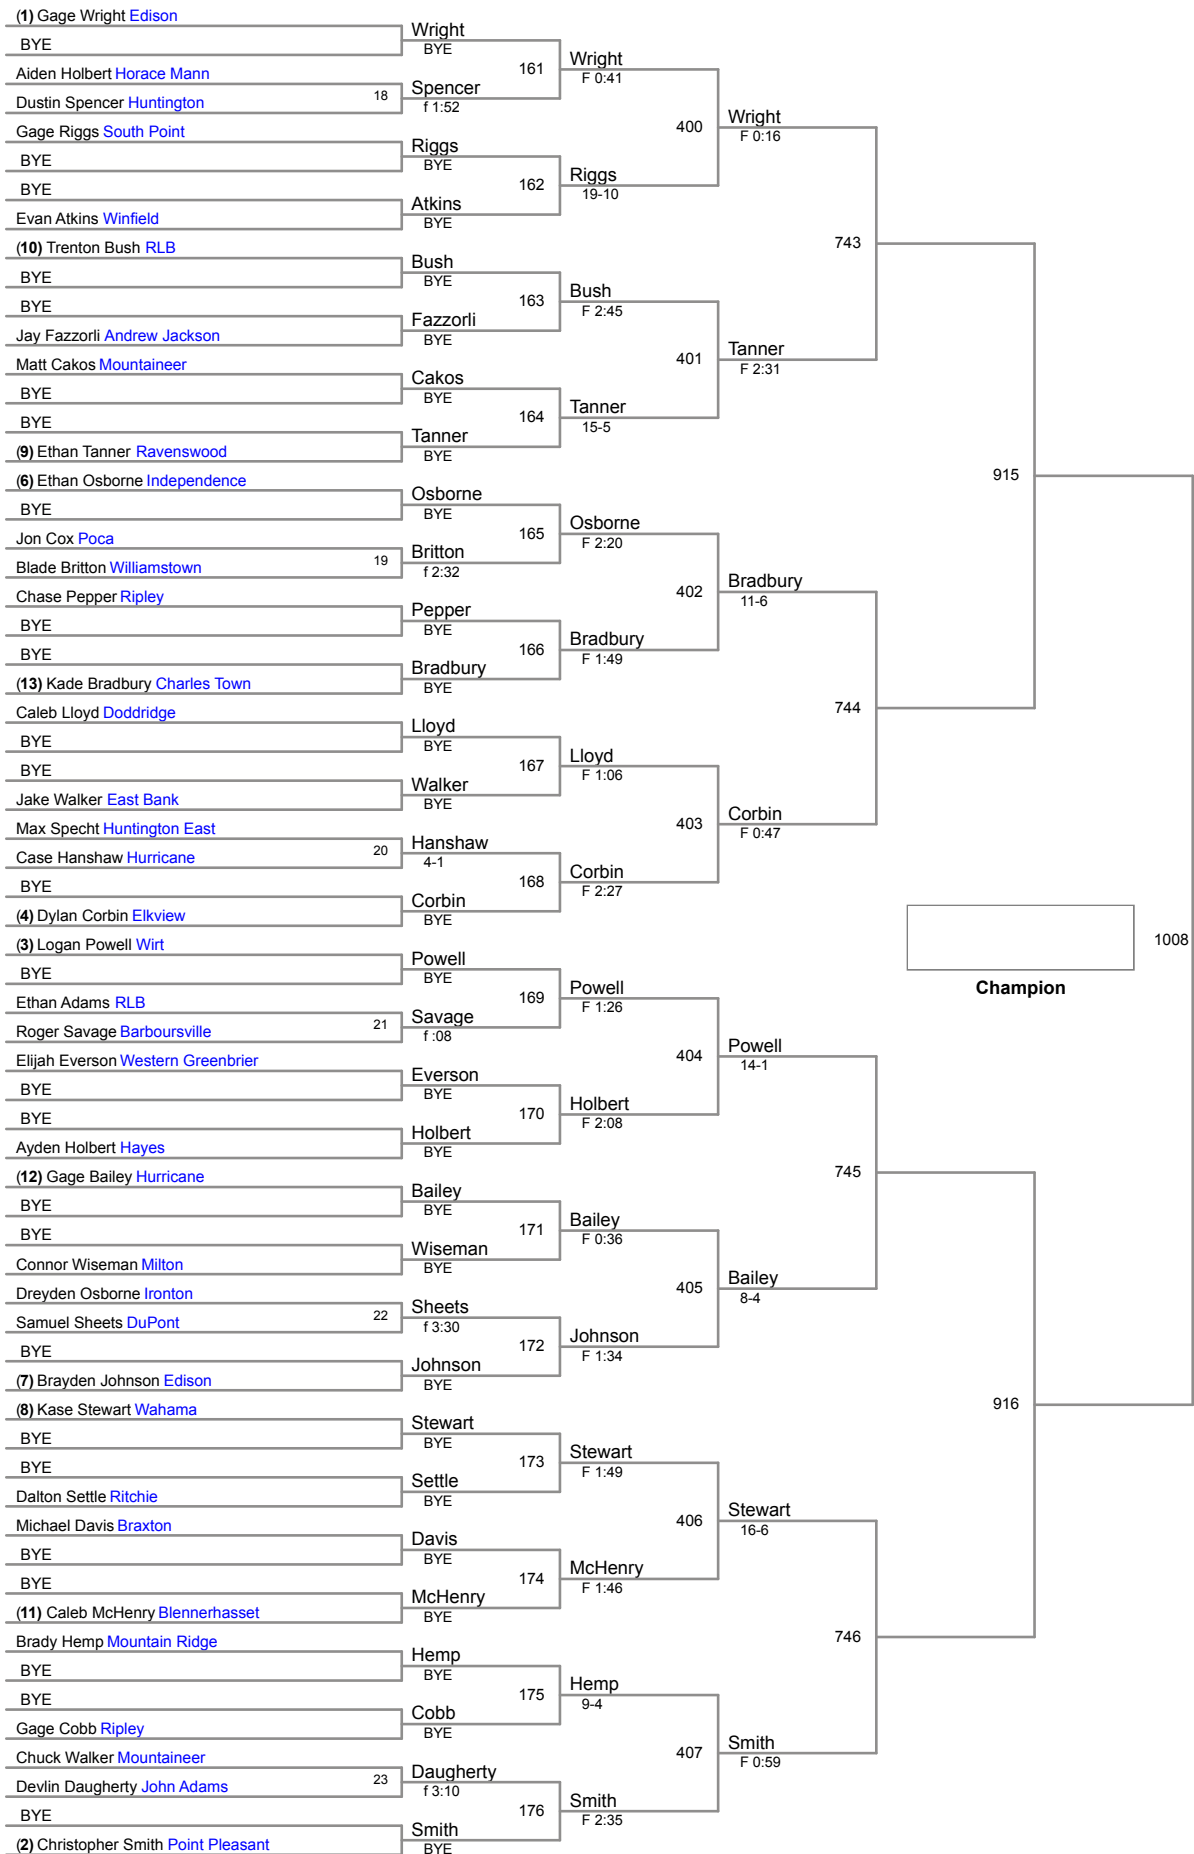 (1) Gage Wright Edison
BYE
Aiden Holbert Horace Mann
Dustin Spencer Huntington
Gage Riggs South Point
BYE
BYE
Evan Atkins Winfield
(10) Trenton Bush RLB
BYE
BYE
Jay Fazzorli Andrew Jackson
Matt Cakos Mountaineer
BYE
BYE
(9) Ethan Tanner Ravenswood
(6) Ethan Osborne Independence
BYE
Jon Cox Poca
Blade Britton Williamstown
Chase Pepper Ripley
BYE
BYE
(13) Kade Bradbury Charles Town
Caleb Lloyd Doddridge
BYE
BYE
Jake Walker East Bank
Max Specht Huntington East
Case Hanshaw Hurricane
BYE
(4) Dylan Corbin Elkview
(3) Logan Powell Wirt
BYE
Ethan Adams RLB
Roger Savage Barboursville
Elijah Everson Western Greenbrier
BYE
BYE
Ayden Holbert Hayes
(12) Gage Bailey Hurricane
BYE
BYE
Connor Wiseman Milton
Dreyden Osborne Ironton
Samuel Sheets DuPont
BYE
(7) Brayden Johnson Edison
(8) Kase Stewart Wahama
BYE
BYE
Dalton Settle Ritchie
Michael Davis Braxton
BYE
BYE
(11) Caleb McHenry Blennerhasset
Brady Hemp Mountain Ridge
BYE
BYE
Gage Cobb Ripley
Chuck Walker Mountaineer
Devlin Daugherty John Adams
BYE
(2) Christopher Smith Point Pleasant
18
19
20
21
22
23
Wright
BYE
Spencer
f 1:52
Riggs
BYE
Atkins
BYE
Bush
BYE
Fazzorli
BYE
Cakos
BYE
Tanner
BYE
Osborne
BYE
Britton
f 2:32
Pepper
BYE
Bradbury
BYE
Lloyd
BYE
Walker
BYE
Hanshaw
4-1
Corbin
BYE
Powell
BYE
Savage
f :08
Everson
BYE
Holbert
BYE
Bailey
BYE
Wiseman
BYE
Sheets
f 3:30
Johnson
BYE
Stewart
BYE
Settle
BYE
Davis
BYE
McHenry
BYE
Hemp
BYE
Cobb
BYE
Daugherty
f 3:10
Smith
BYE
161
162
163
164
165
166
167
168
169
170
171
172
173
174
175
176
Wright
F 0:41
Riggs
19-10
Bush
F 2:45
Tanner
15-5
Osborne
F 2:20
Bradbury
F 1:49
Lloyd
F 1:06
Corbin
F 2:27
Powell
F 1:26
Holbert
F 2:08
Bailey
F 0:36
Johnson
F 1:34
Stewart
F 1:49
McHenry
F 1:46
Hemp
9-4
Smith
F 2:35
400
401
402
403
404
405
406
407
Wright
F 0:16
Tanner
F 2:31
Bradbury
11-6
Corbin
F 0:47
Powell
14-1
Bailey
8-4
Stewart
16-6
Smith
F 0:59
743
744
745
746
915
916
1008
Champion